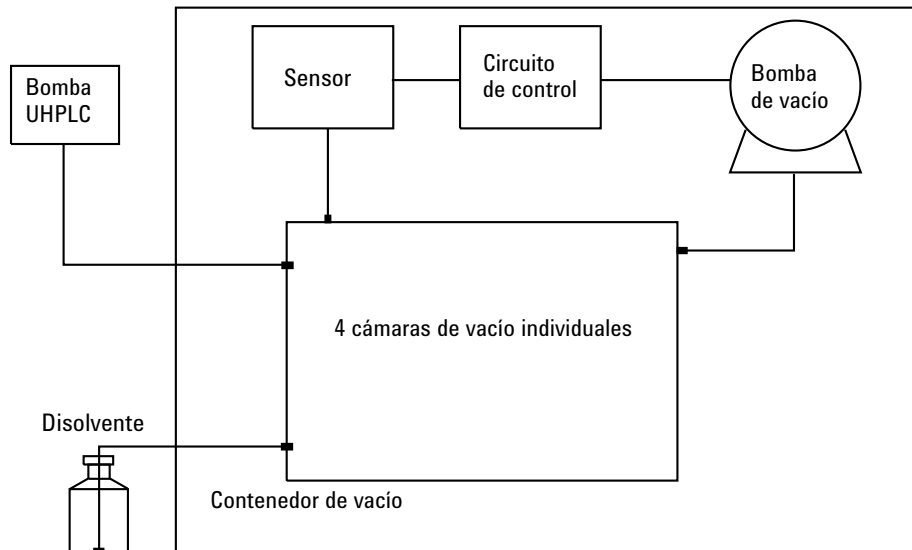 Bomba
UHPLC
Sensor
Circuito
de control
Bomba
de vacío
4 cámaras de vacío individuales
Disolvente
Contenedor de vacío